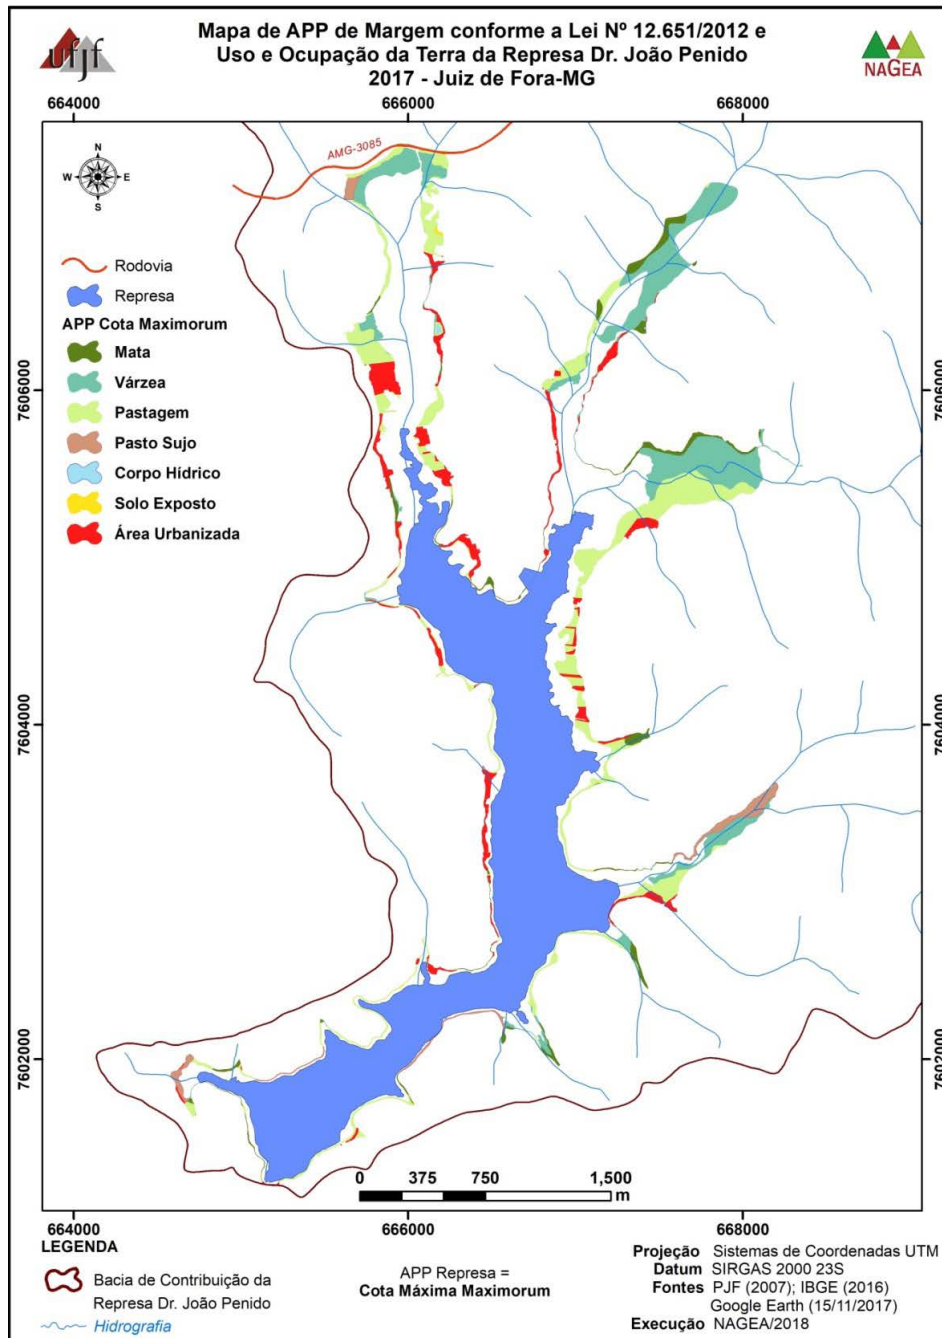 Mapa de APP de Margem conforme a Lei Nº 12.651/2012 e
Uso e Ocupação da Terra da Represa Dr. João Penido
2017 - Juiz de Fora-MG
ufjf
NAGEA
664000
666000
668000
AMG-3085
N
W
E
S
Rodovia
Represa
APP Cota Maximorum
Mata
Várzea
Pastagem
Pasto Sujo
Corpo Hídrico
Solo Exposto
Área Urbanizada
7606000
7606000
7604000
7604000
7602000
7602000
0 375 750 1,500
m
664000
666000
668000
LEGENDA
Bacia de Contribuição da
Represa Dr. João Penido
Hidrografia
APP Represa =
Cota Máxima Maximorum
Projeção Sistemas de Coordenadas UTM
Datum SIRGAS 2000 23S
Fontes PJF (2007); IBGE (2016)
Google Earth (15/11/2017)
Execução NAGEA/2018